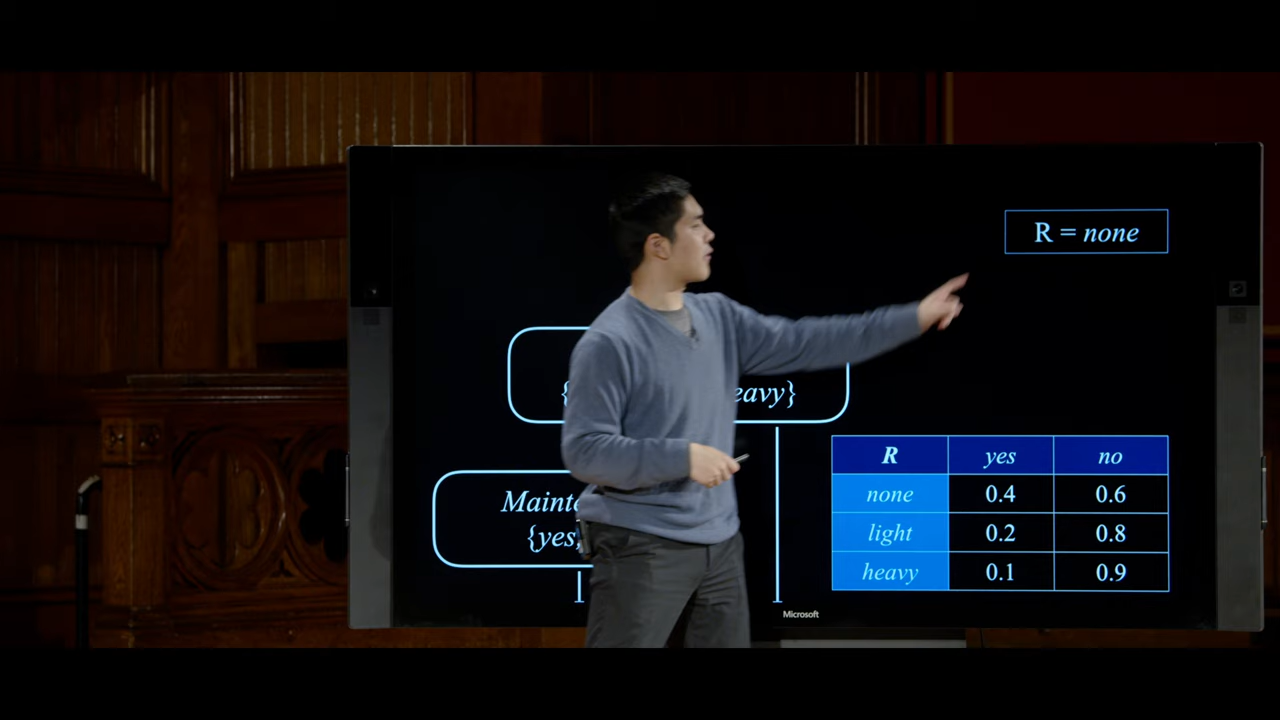 R = none
{ eavy}
Mainte
{yes,
R yes no
none 0.4 0.6
light 0.2 0.8
heavy 0.1 0.9
Microsoft